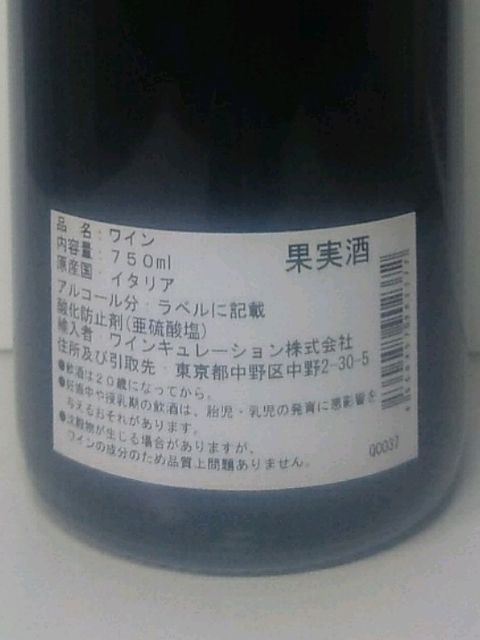 品 名：ワイン
果実酒
内容量：750ml
原産国：イタリア
アルコール分：ラベルに記載
酸化防止剤(亜硫酸塩)
輸入者：ワインキュレーション株式会社
住所及び引取先：東京都中野区中野2-30-5
●飲酒は20歳になってから。
●妊娠中や授乳期の飲酒は、胎児・乳児の発育に悪影響を
与えるおそれがあります。
●沈殿物が生じる場合がありますが、
ワインの成分のため品質上問題ありません。
00037